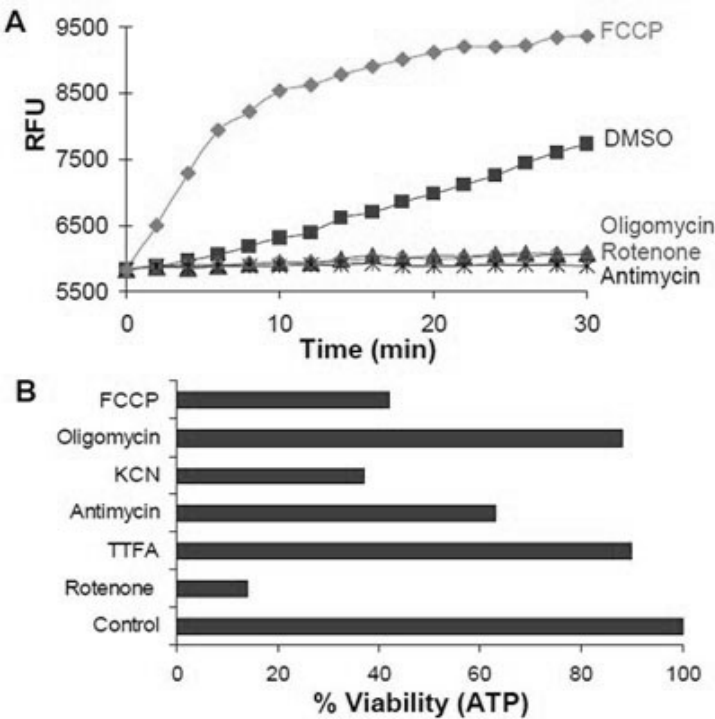 A
9500
FCCP
8500
RFU
7500
DMSO
6500
Oligomycin
Rotenone
Antimycin
5500
0 10 20 30
Time (min)
B
FCCP
Oligomycin
KCN
Antimycin
TTFA
Rotenone
Control
0 20 40 60 80 100
% Viability (ATP)